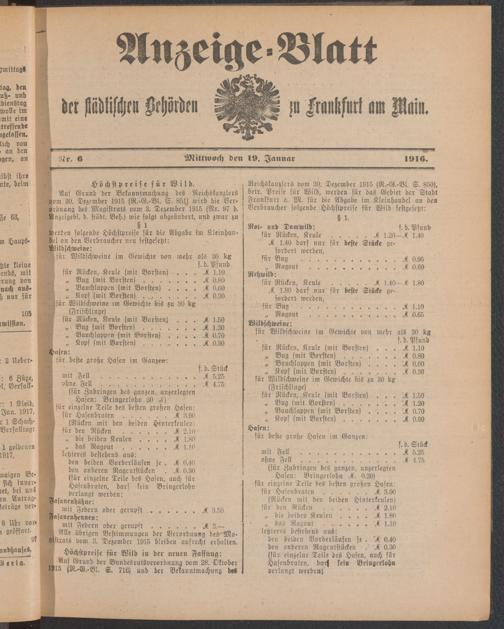 Anzeige-Blatt
der städtischen Behörden zu Frankfurt am Main.
Nr. 6 Mittwoch den 19. Januar 1916.
Höchstpreise für Wild.
Auf Grund der Bekanntmachung des Reichskanzlers
vom 20. Dezember 1915 (R.-G.-Bl. S. 851) wird die Ver-
ordnung des Magistrats vom 3. Dezember 1915 (Nr. 97 d.
Anzeigebl. d. städt. Beh.) wie folgt abgeändert, und zwar zu
§ 1
werden folgende Höchstpreise für die Abgabe im Kleinhan-
del an den Verbraucher neu festgesetzt:
Wildschweine:
für Wildschweine im Gewichte von mehr als 30 kg
f. d. Pfund
für Rücken, Keule (mit Borsten) . . . . ℳ 1.10
„ Bug (mit Borsten) . . . . ℳ 0.80
„ Bauchlappen (mit Borsten) . . . . ℳ 0.60
„ Kopf (mit Borsten) . . . . ℳ 0.30
für Wildschweine im Gewichte bis zu 30 kg
(Frischlinge)
für Rücken, Keule (mit Borsten) . . . . ℳ 1.50
„ Bug (mit Borsten) . . . . ℳ 1.20
„ Bauchlappen (mit Borsten) . . . . ℳ 0.70
„ Kopf (mit Borsten) . . . . ℳ 0.30
Hasen:
für beste große Hasen im Ganzen:
f. d. Stück
mit Fell . . . . ℳ 5.25
ohne Fell . . . . ℳ 4.75
(für Zubringen des ganzen, unzerlegten
Hasen: Bringerlohn 20 ₰)
für einzelne Teile des besten großen Hasen:
für Hasenbraten . . . . ℳ 3.90
(Rücken mit den beiden Hinterkeulen)
für den Rücken . . . . ℳ 2.10
„ die beiden Keulen . . . . ℳ 1.80
„ das Ragout . . . . ℳ 1.10
letzteres bestehend aus:
den beiden Vorderläufen je . . ℳ 0.40
den anderen Ragoutstücken . . ℳ 0.30
(für einzelne Teile des Hasen, auch für
Hasenbraten, darf kein Bringerlohn
verlangt werden)
Fasanenhähne:
mit Federn oder gerupft . . . . ℳ 3.50
Fasanenhennen:
mit Federn oder gerupft . . . . ℳ 3.—
Alle übrigen Bestimmungen der Verordnung des Ma-
gistrats vom 3. Dezember 1915 bleiben aufrecht erhalten.
Höchstpreise für Wild in der neuen Fassung:
Auf Grund der Bundesratsverordnung vom 28. Oktober
1915 (R.-G.-Bl. S. 716) und der Bekanntmachung des
Reichskanzlers vom 20. Dezember 1915 (R.-G.-Bl. S. 850),
betr. Preise für Wild, werden für das Gebiet der Stadt
Frankfurt a. M. für die Abgabe im Kleinhandel an den
Verbraucher folgende Höchstpreise für Wild festgesetzt:
§ 1.
Rot- und Damwild: f. d. Pfund
für Rücken, Keule . . . . ℳ 1.20—ℳ 1.40
ℳ 1.40 darf nur für beste Stücke ge-
fordert werden,
für Bug . . . . ℳ 0.95
„ Ragout . . . . ℳ 0.60
Rehwild:
für Rücken, Keule . . . . ℳ 1.40—ℳ 1.80
ℳ 1.80 darf nur für beste Stücke ge-
fordert werden,
für Bug . . . . ℳ 1.10
„ Ragout . . . . ℳ 0.65
Wildschweine:
für Wildschweine im Gewichte von mehr als 30 kg
f. d. Pfund
für Rücken, Keule (mit Borsten) . . . . ℳ 1.10
„ Bug (mit Borsten) . . . . ℳ 0.80
„ Bauchlappen (mit Borsten) . . . . ℳ 0.60
„ Kopf (mit Borsten) . . . . ℳ 0.30
für Wildschweine im Gewichte bis zu 30 kg
(Frischlinge)
für Rücken, Keule (mit Borsten) . . . . ℳ 1.50
„ Bug (mit Borsten) . . . . ℳ 1.20
„ Bauchlappen (mit Borsten) . . . . ℳ 0.70
„ Kopf (mit Borsten) . . . . ℳ 0.30
Hasen:
für beste große Hasen im Ganzen:
f. d. Stück
mit Fell . . . . ℳ 5.25
ohne Fell . . . . ℳ 4.75
(für Zubringen des ganzen, unzerlegten
Hasen: Bringerlohn ℳ 0.20)
für einzelne Teile des besten großen Hasen:
für Hasenbraten . . . . ℳ 3.90
(Rücken mit den beiden Hinterkeulen)
für den Rücken . . . . ℳ 2.10
„ die beiden Keulen . . . . ℳ 1.80
„ das Ragout . . . . ℳ 1.10
letzteres bestehend aus:
den beiden Vorderläufen je . ℳ 0.40
den anderen Ragoutstücken . ℳ 0.30
(für einzelne Teile des Hasen, auch für
Hasenbraten, darf kein Bringerlohn
verlangt werden)